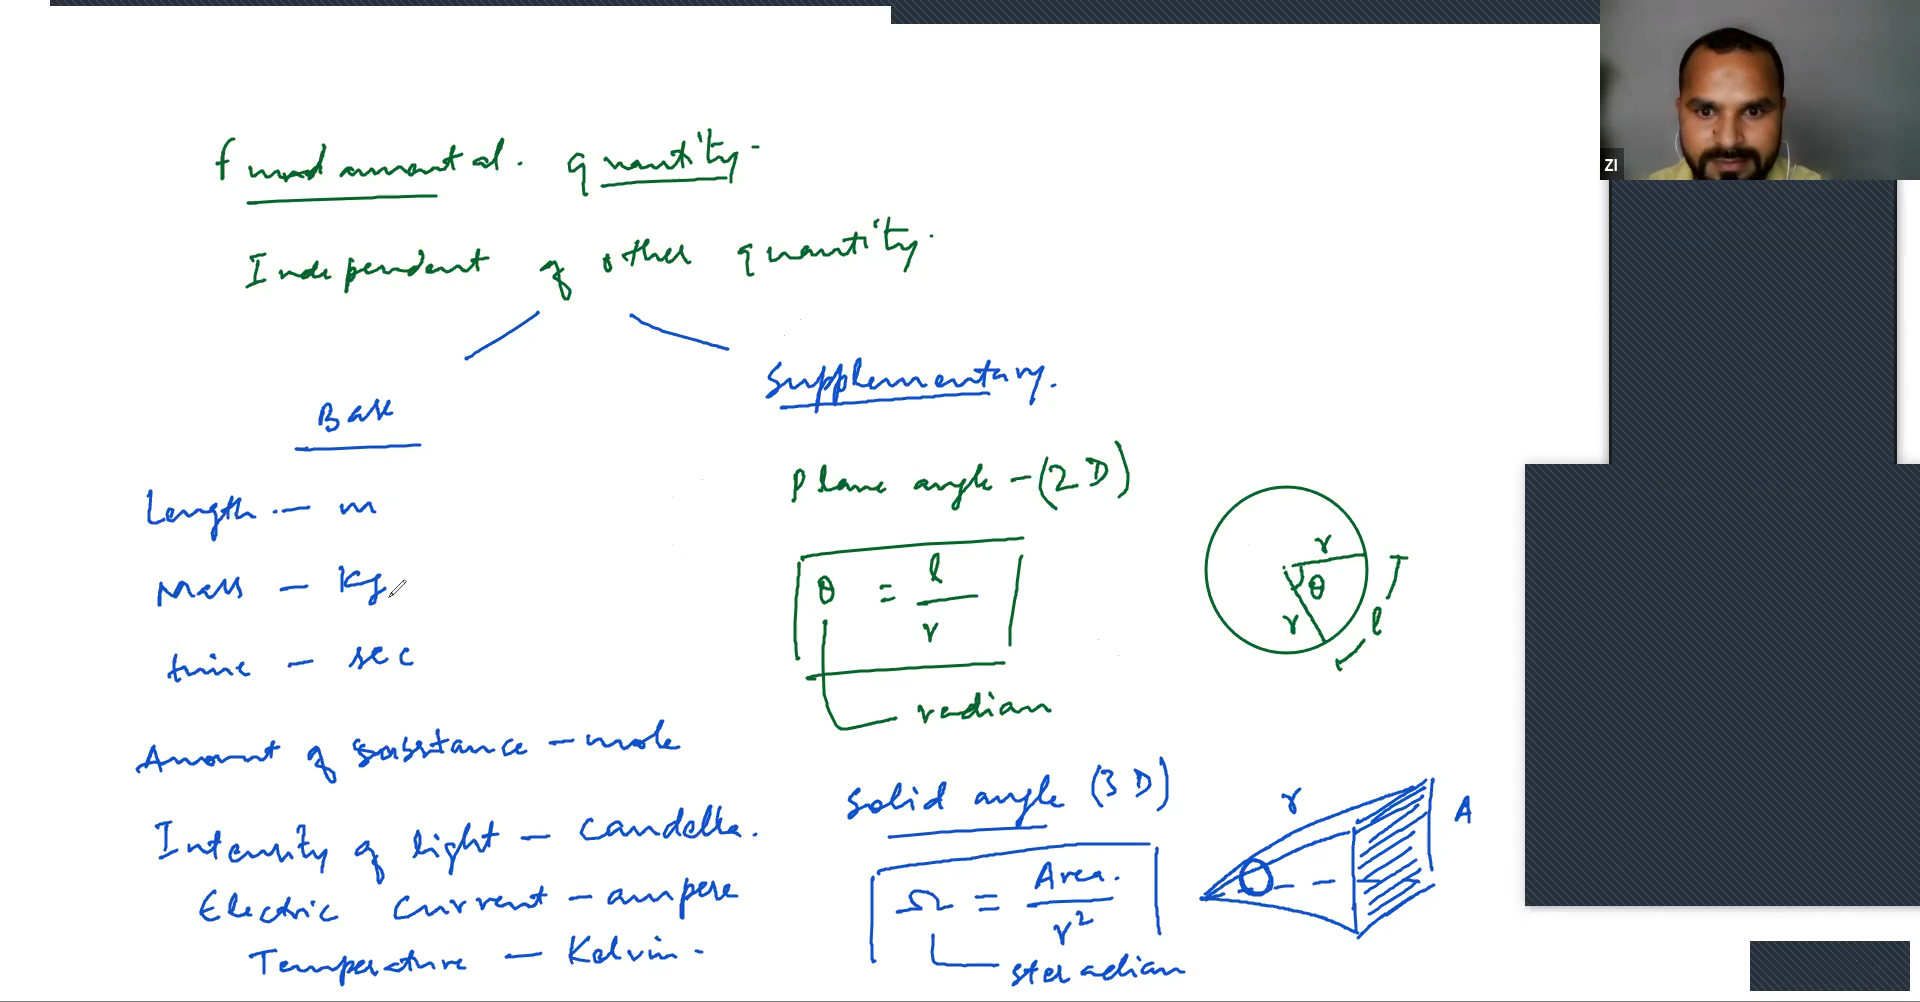 Fundamental. quantity.
Independent of other quantity.
Base
Length - m
Mass - Kg
time - sec
Amount of substance - mole
Intensity of light - Candella.
Electric Current - ampere
Temperature - Kelvin.
Supplementary.
Plane angle - (2D)
θ = l / r
radian
r
θ
r
l
Solid angle (3D)
Ω = Area. / r²
steradian
r
A
ZI